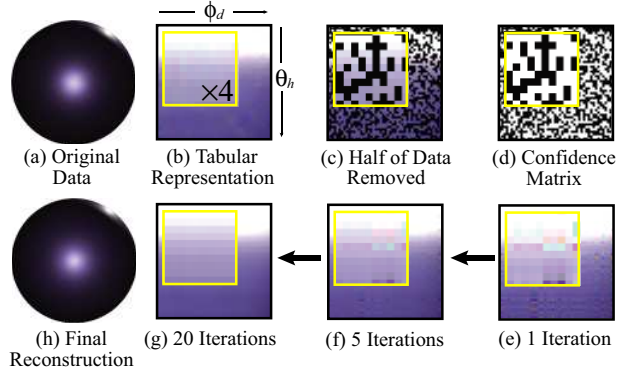 ϕd
θh
×4
(a) Original
Data
(b) Tabular
Representation
(c) Half of Data
Removed
(d) Confidence
Matrix
(h) Final
Reconstruction
(g) 20 Iterations
(f) 5 Iterations
(e) 1 Iteration